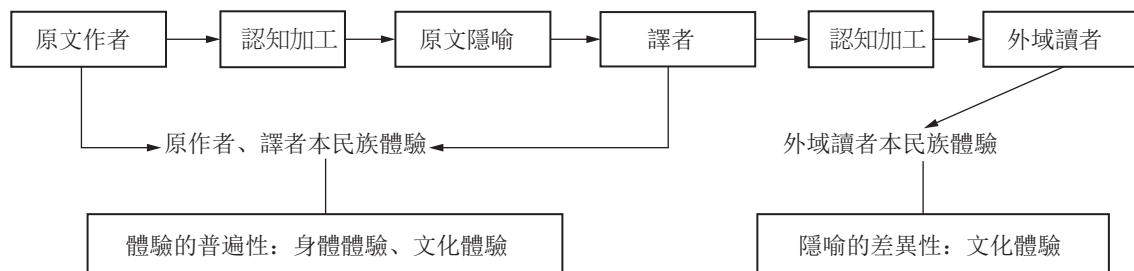 原文作者 認知加工 原文隱喻 譯者 認知加工 外域讀者
原作者、譯者本民族體驗 外域讀者本民族體驗
體驗的普遍性：身體體驗、文化體驗 隱喻的差異性：文化體驗